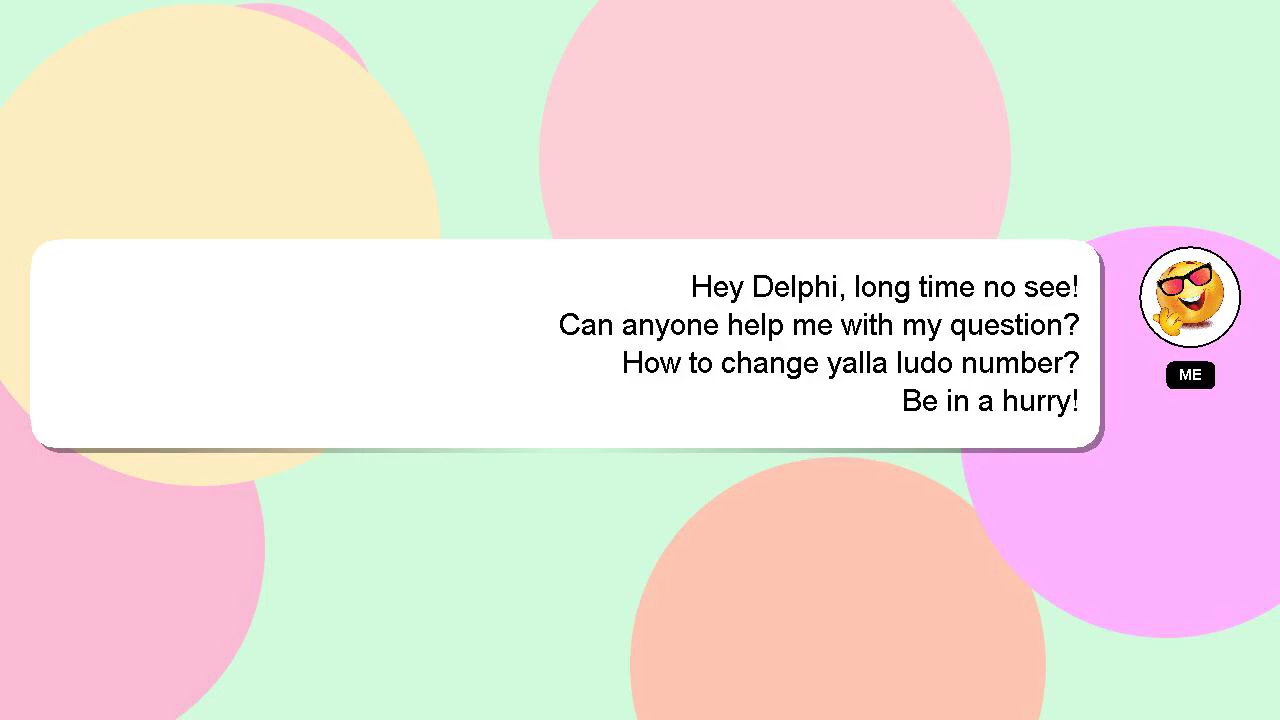 Hey Delphi, long time no see!
Can anyone help me with my question?
How to change yalla ludo number?
Be in a hurry!
ME